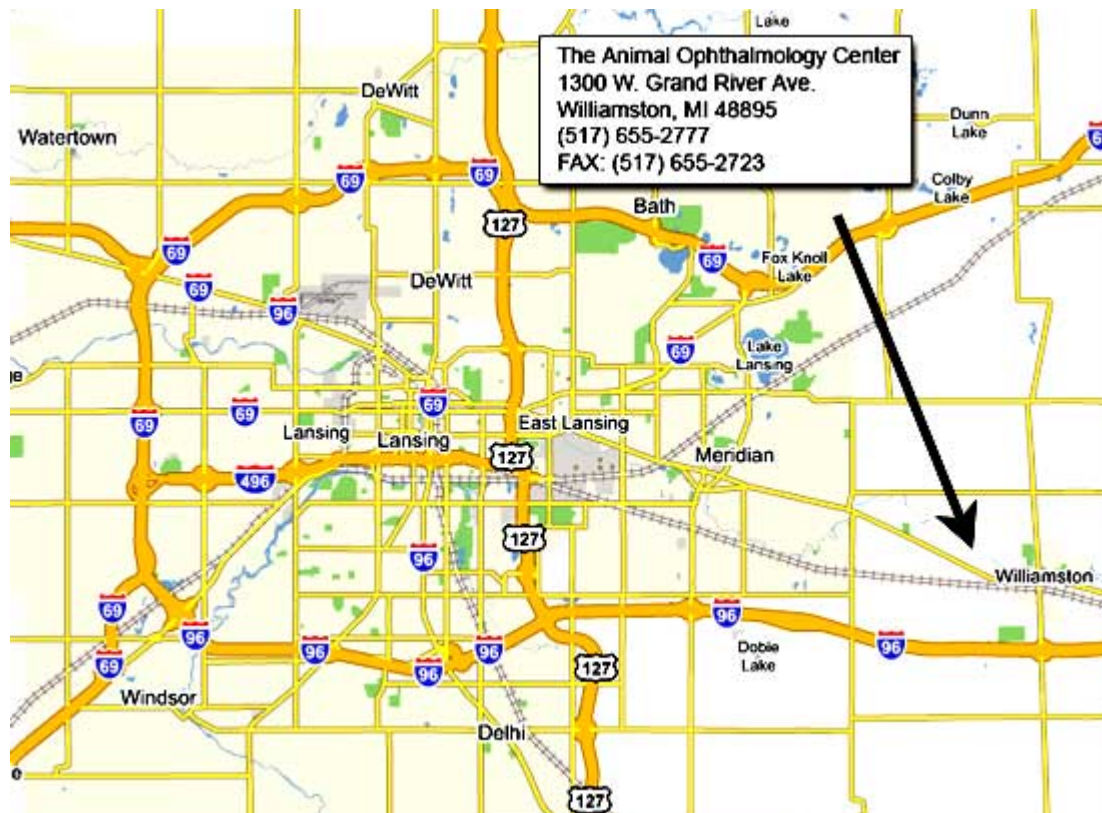 Lake
The Animal Ophthalmology Center
1300 W. Grand River Ave.
Williamston, MI 48895
(517) 655-2777
FAX: (517) 655-2723
DeWitt
Watertown
Dunn
Lake
69
69
Colby
Lake
Bath
127
69
69
69
Fox Knoll
Lake
DeWitt
96
Lake
Lansing
69
69
69
69
East Lansing
Lansing
Lansing
127
Meridian
496
127
96
Williamston
69
96
96
96
96
96
96
Dobie
Lake
69
127
Windsor
Delhi
127